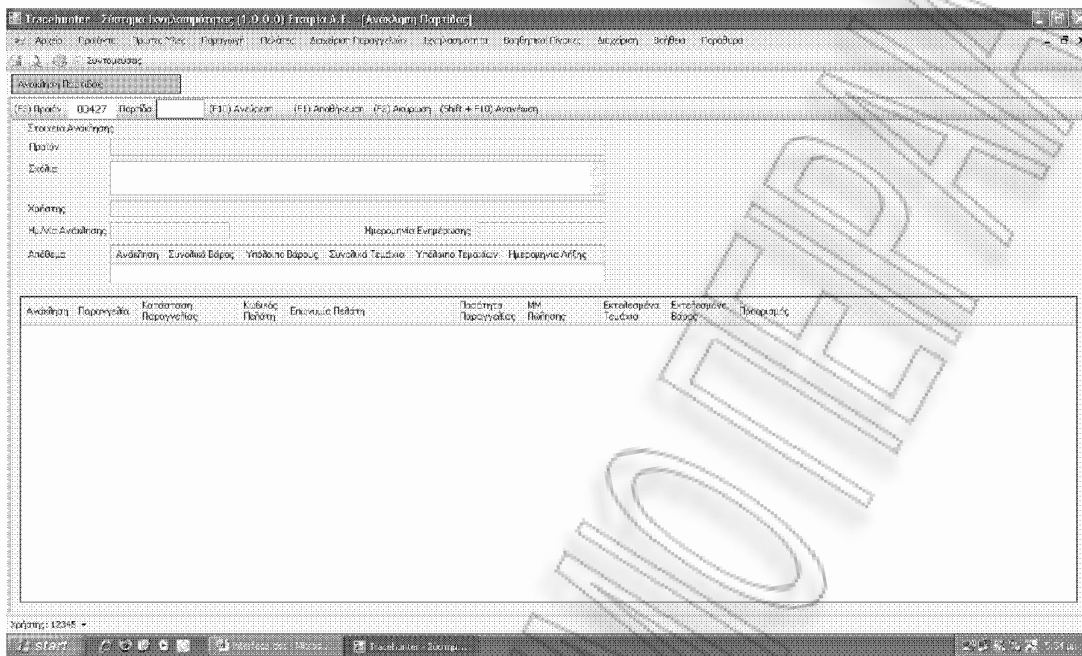 Tracehunter - Σύστημα Ιχνηλασιμότητας (1.0.0.0) Εταιρία Α.Ε. - [Ανάκληση Παρτίδας]
Αρχείο Προϊόντα Πρώτες Ύλες Παραγωγή Πελάτες Διαχείριση Παραγγελιών Ιχνηλασιμότητα Βοηθητικοί Πίνακες Διαχείριση Βοήθεια Παράθυρα
Συντομεύσεις
Ανάκληση Παρτίδας
Προϊόν 00427 Παρτίδα (F10) Ανεύρεση (F1) Αποθήκευση Ακύρωση (Shift + F10) Ανανέωση
Στοιχεία Ανάκλησης
Προϊόν
Σχόλια
Χρήστης
Ημ/νία Ανάκλησης Ημερομηνία Ενημέρωσης
Απόθεμα Ανάκληση Συνολικό Βάρος Υπόλοιπο Βάρους Συνολικά Τεμάχια Υπόλοιπο Τεμαχίων Ημερομηνία Λήξης
Ανάκληση Παραγγελία Κατάσταση Παραγγελίας Κωδικός Πελάτη Επωνυμία Πελάτη Ποσότητα Παραγγελίας ΜΜ Πώλησης Εκτελεσμένα Τεμάχια Εκτελεσμένο Βάρος Προορισμός
Χρήστης: 12345
start Tracehunter - Σύστημ...